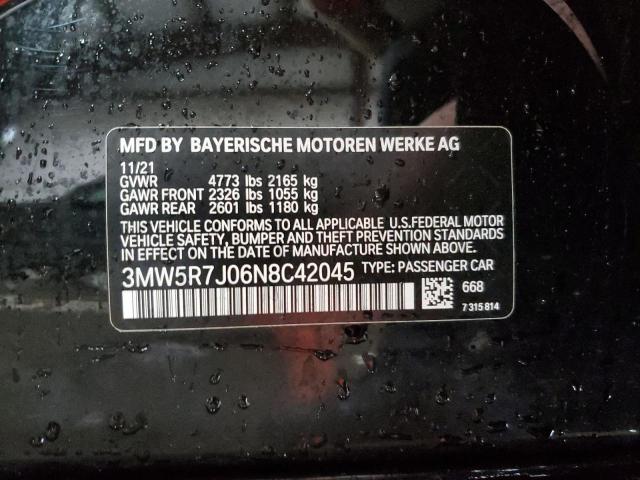 MFD BY BAYERISCHE MOTOREN WERKE AG
11/21
GVWR 4773 lbs 2165 kg
GAWR FRONT 2326 lbs 1055 kg
GAWR REAR 2601 lbs 1180 kg
THIS VEHICLE CONFORMS TO ALL APPLICABLE U.S.FEDERAL MOTOR
VEHICLE SAFETY, BUMPER AND THEFT PREVENTION STANDARDS
IN EFFECT ON THE DATE OF MANUFACTURE SHOWN ABOVE.
3MW5R7J06N8C42045 TYPE: PASSENGER CAR
668
7 315 814